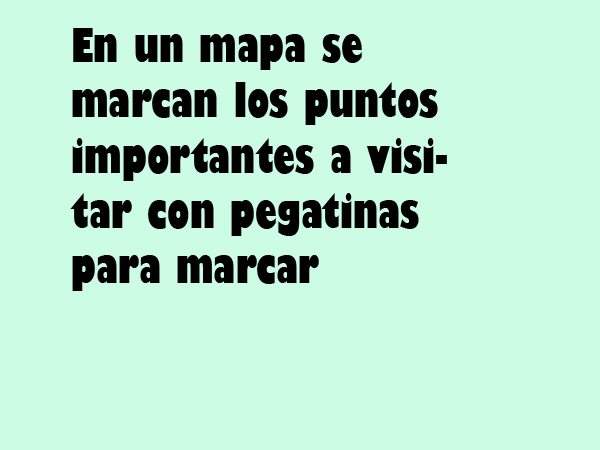 En un mapa se
marcan los puntos
importantes a visi-
tar con pegatinas
para marcar